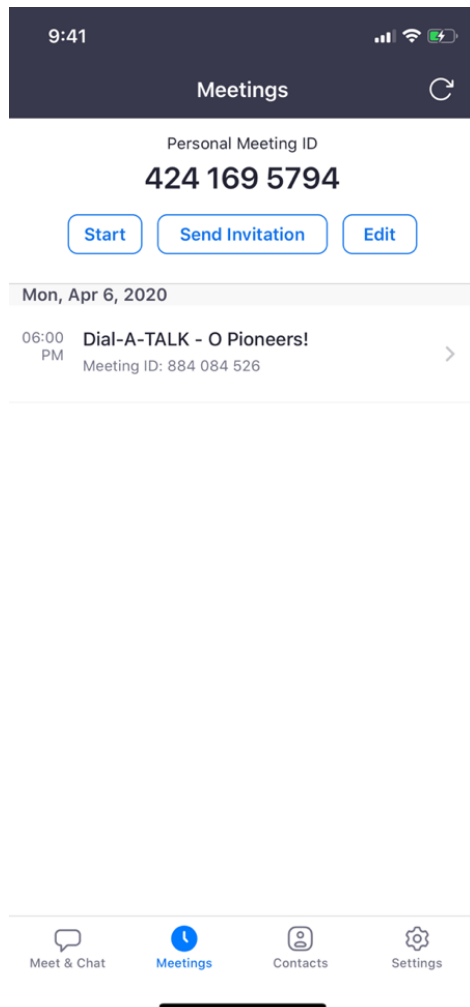 9:41
Meetings
Personal Meeting ID
424 169 5794
Start Send Invitation Edit
Mon, Apr 6, 2020
06:00 PM
Dial-A-TALK - O Pioneers!
Meeting ID: 884 084 526
Meet & Chat Meetings Contacts Settings